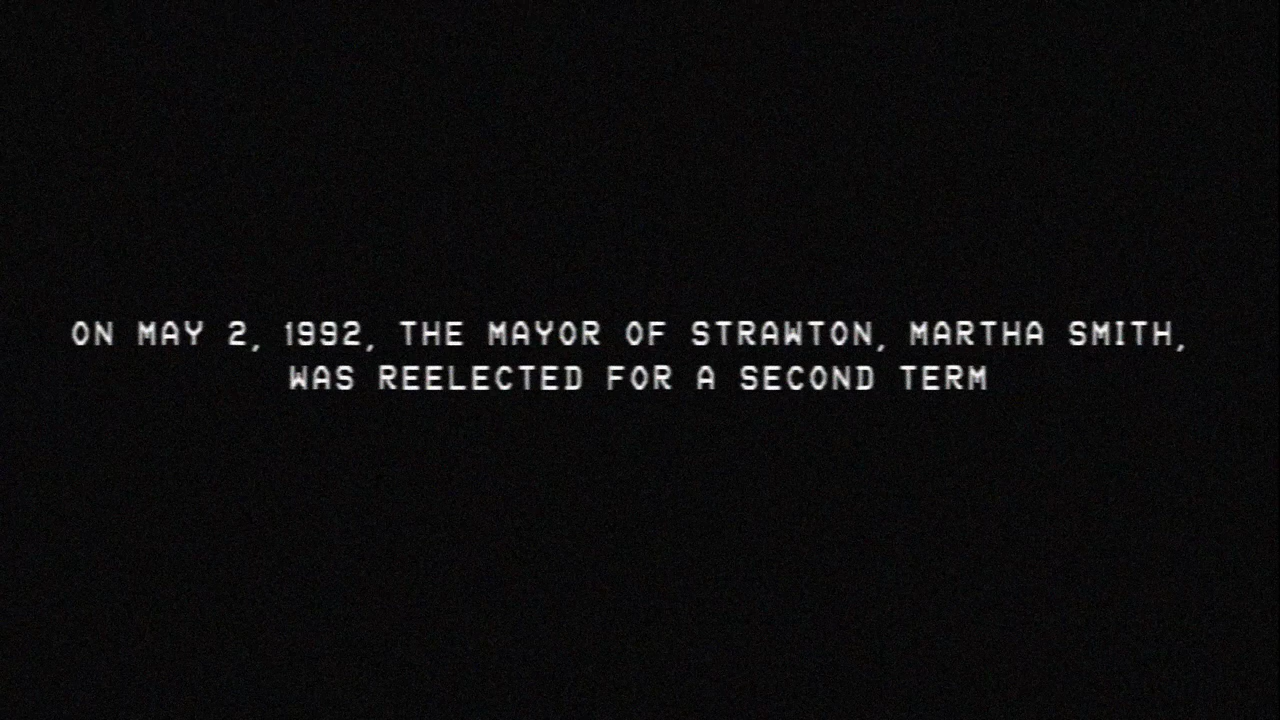 ON MAY 2, 1992, THE MAYOR OF STRAWTON, MARTHA SMITH,
WAS REELECTED FOR A SECOND TERM